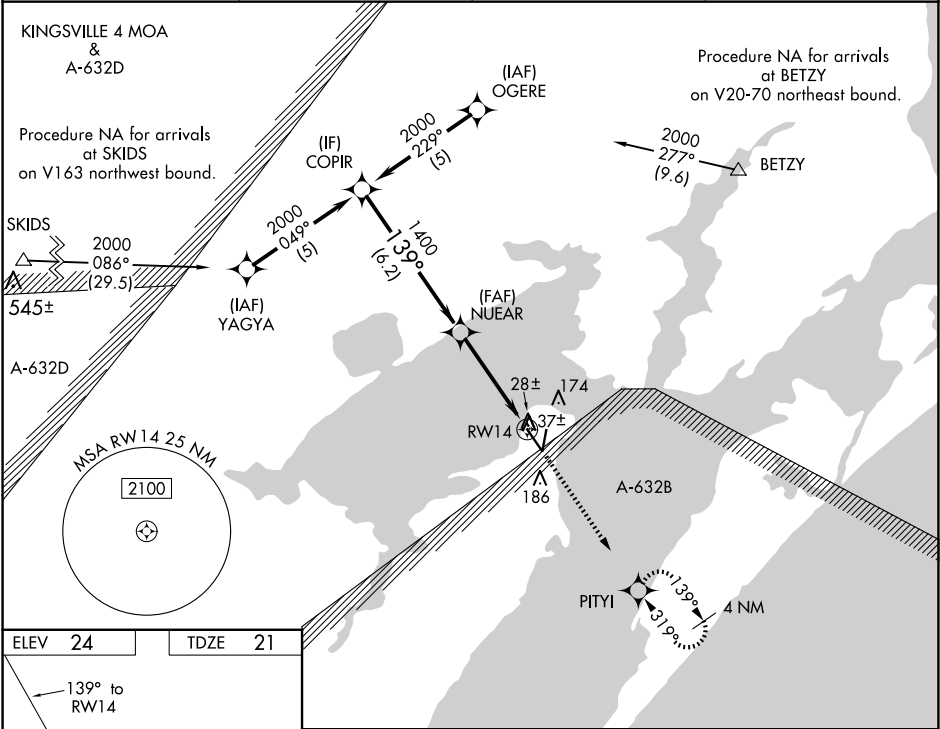 KINGSVILLE 4 MOA
&
A-632D
Procedure NA for arrivals
at SKIDS
on V163 northwest bound.
(IAF)
OGERE
Procedure NA for arrivals
at BETZY
on V20-70 northeast bound.
(IF)
COPIR
2000
229°
(5)
2000
277°
(9.6)
BETZY
SKIDS
2000
086°
(29.5)
545±
2000
049°
(5)
1400
139°
(6.2)
(IAF)
YAGYA
(FAF)
NUEAR
A-632D
28±
174
RW14
37±
186
A-632B
MSA RW14 25 NM
2100
PITYI
139°
319°
4 NM
ELEV 24
TDZE 21
139° to
RW14